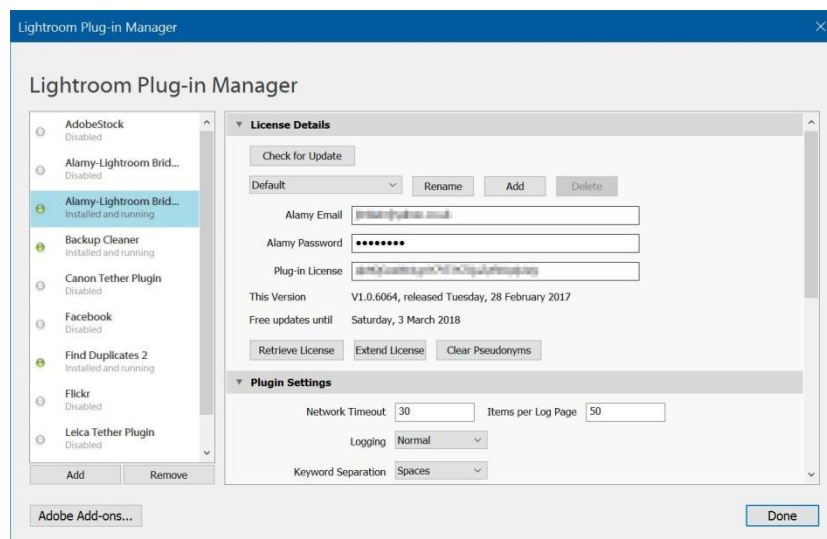 Lightroom Plug-in Manager
Lightroom Plug-in Manager
AdobeStock
Disabled
Alamy-Lightroom Brid...
Disabled
Alamy-Lightroom Brid...
Installed and running
Backup Cleaner
Installed and running
Canon Tether Plugin
Disabled
Facebook
Disabled
Find Duplicates 2
Installed and running
Flickr
Disabled
Leica Tether Plugin
Disabled
Add Remove
Adobe Add-ons...
License Details
Check for Update
Default Rename Add Delete
Alamy Email
Alamy Password ••••••••
Plug-in License
This Version V1.0.6064, released Tuesday, 28 February 2017
Free updates until Saturday, 3 March 2018
Retrieve License Extend License Clear Pseudonyms
Plugin Settings
Network Timeout 30 Items per Log Page 50
Logging Normal
Keyword Separation Spaces
Done